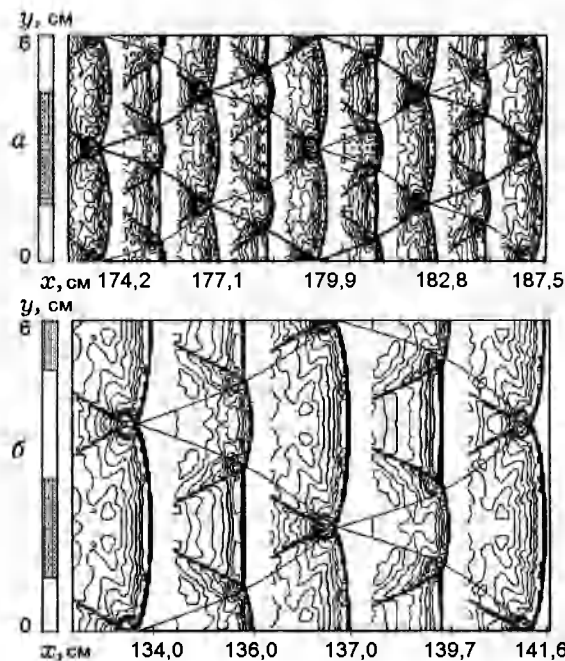 y, см
6
а
0
x, см 174,2 177,1 179,9 182,8 187,5
y, см
6
б
0
x, см 134,0 136,0 137,0 139,7 141,6